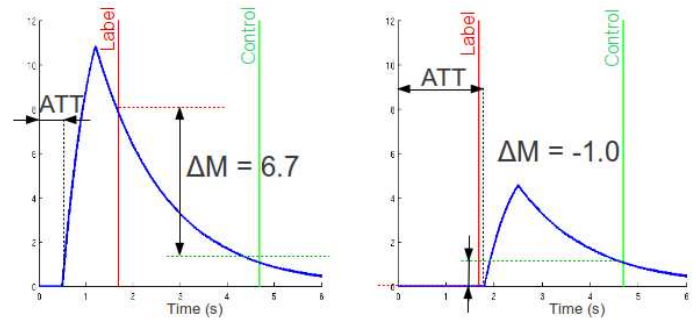 Label
Control
ATT
ΔM = 6.7
12
10
8
6
4
2
0
0 1 2 3 4 5 6
Time (s)
Label
Control
ATT
ΔM = -1.0
12
10
8
6
4
2
0
0 1 2 3 4 5 6
Time (s)